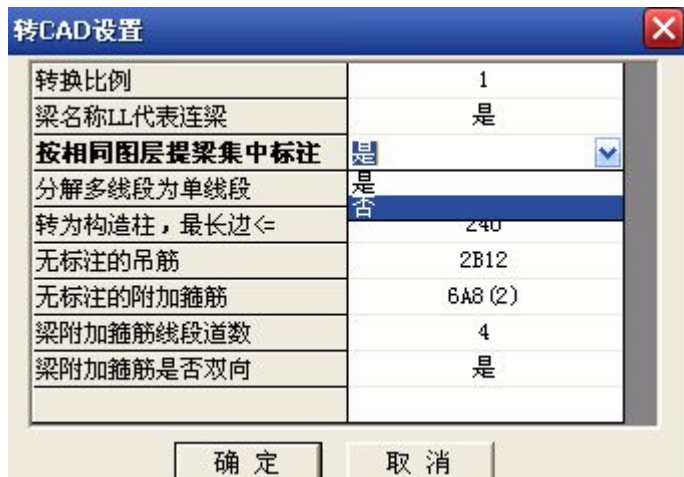 转CAD设置
转换比例 1
梁名称LL代表连梁 是
按相同图层提梁集中标注 是
分解多线段为单线段 是
否
转为构造柱，最长边<= 240
无标注的吊筋 2B12
无标注的附加箍筋 6A8(2)
梁附加箍筋线段道数 4
梁附加箍筋是否双向 是
确 定 取 消